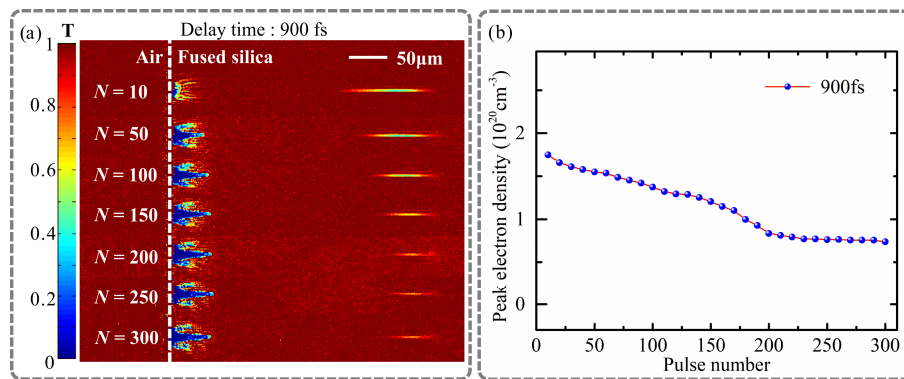 (a) T Delay time : 900 fs
1
0.8
0.6
0.4
0.2
0
Air Fused silica 50μm
N = 10
N = 50
N = 100
N = 150
N = 200
N = 250
N = 300
(b)
900fs
Peak electron density (10²⁰ cm⁻³)
2
1
0
0 50 100 150 200 250 300
Pulse number